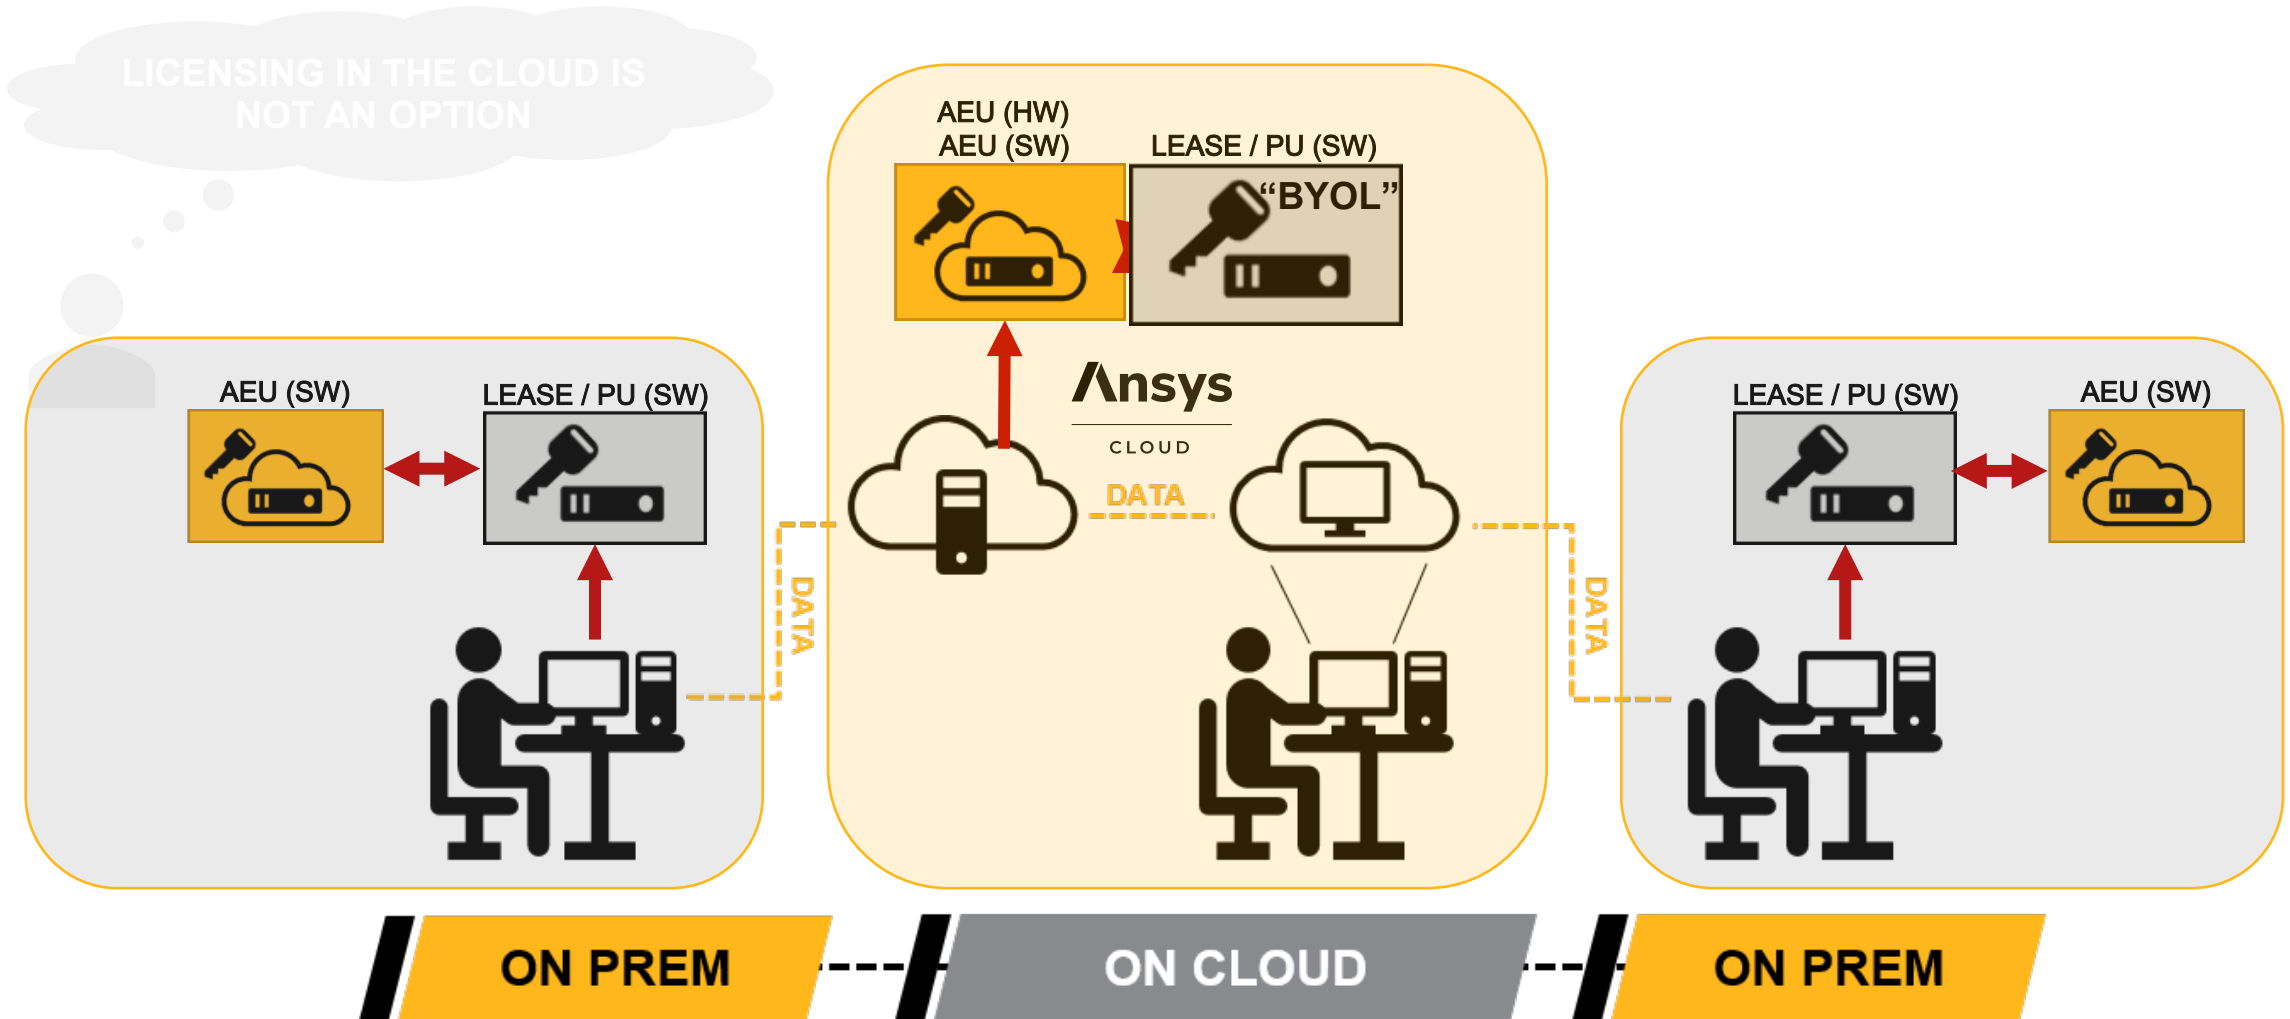 LICENSING IN THE CLOUD IS
NOT AN OPTION
AEU (SW)
LEASE / PU (SW)
DATA
AEU (HW)
AEU (SW)
LEASE / PU (SW)
“BYOL”
Ansys
CLOUD
DATA
DATA
LEASE / PU (SW)
AEU (SW)
ON PREM
ON CLOUD
ON PREM